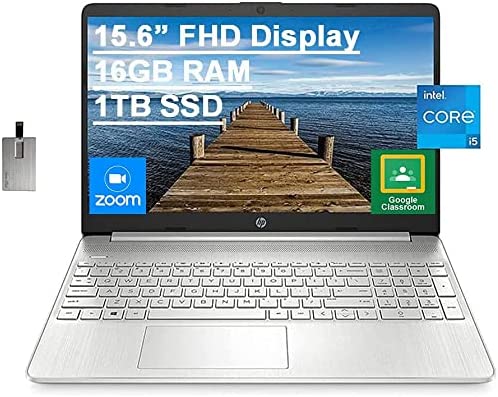 15.6” FHD Display
16GB RAM
1TB SSD
intel.
CORE
i5
zoom
Google
Classroom
hp